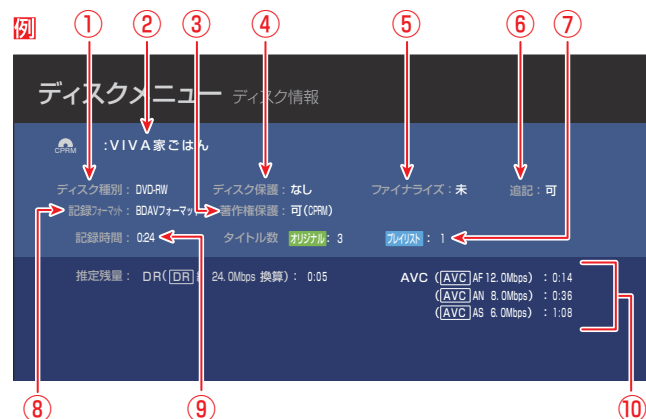 例
① ② ③ ④ ⑤ ⑥ ⑦
ディスクメニュー ディスク情報
CPRM :VIVA家ごはん
ディスク種別: DVD-RW ディスク保護: なし ファイナライズ: 未 追記: 可
記録フォーマット: BDAVフォーマット 著作権保護: 可(CPRM)
記録時間: 0:24 タイトル数 オリジナル: 3 プレイリスト: 1
推定残量: DR(DR 24.0Mbps 換算): 0:05 AVC (AVC AF 12.0Mbps) : 0:14
(AVC AN 8.0Mbps) : 0:36
(AVC AS 6.0Mbps) : 1:08
⑧ ⑨ ⑩